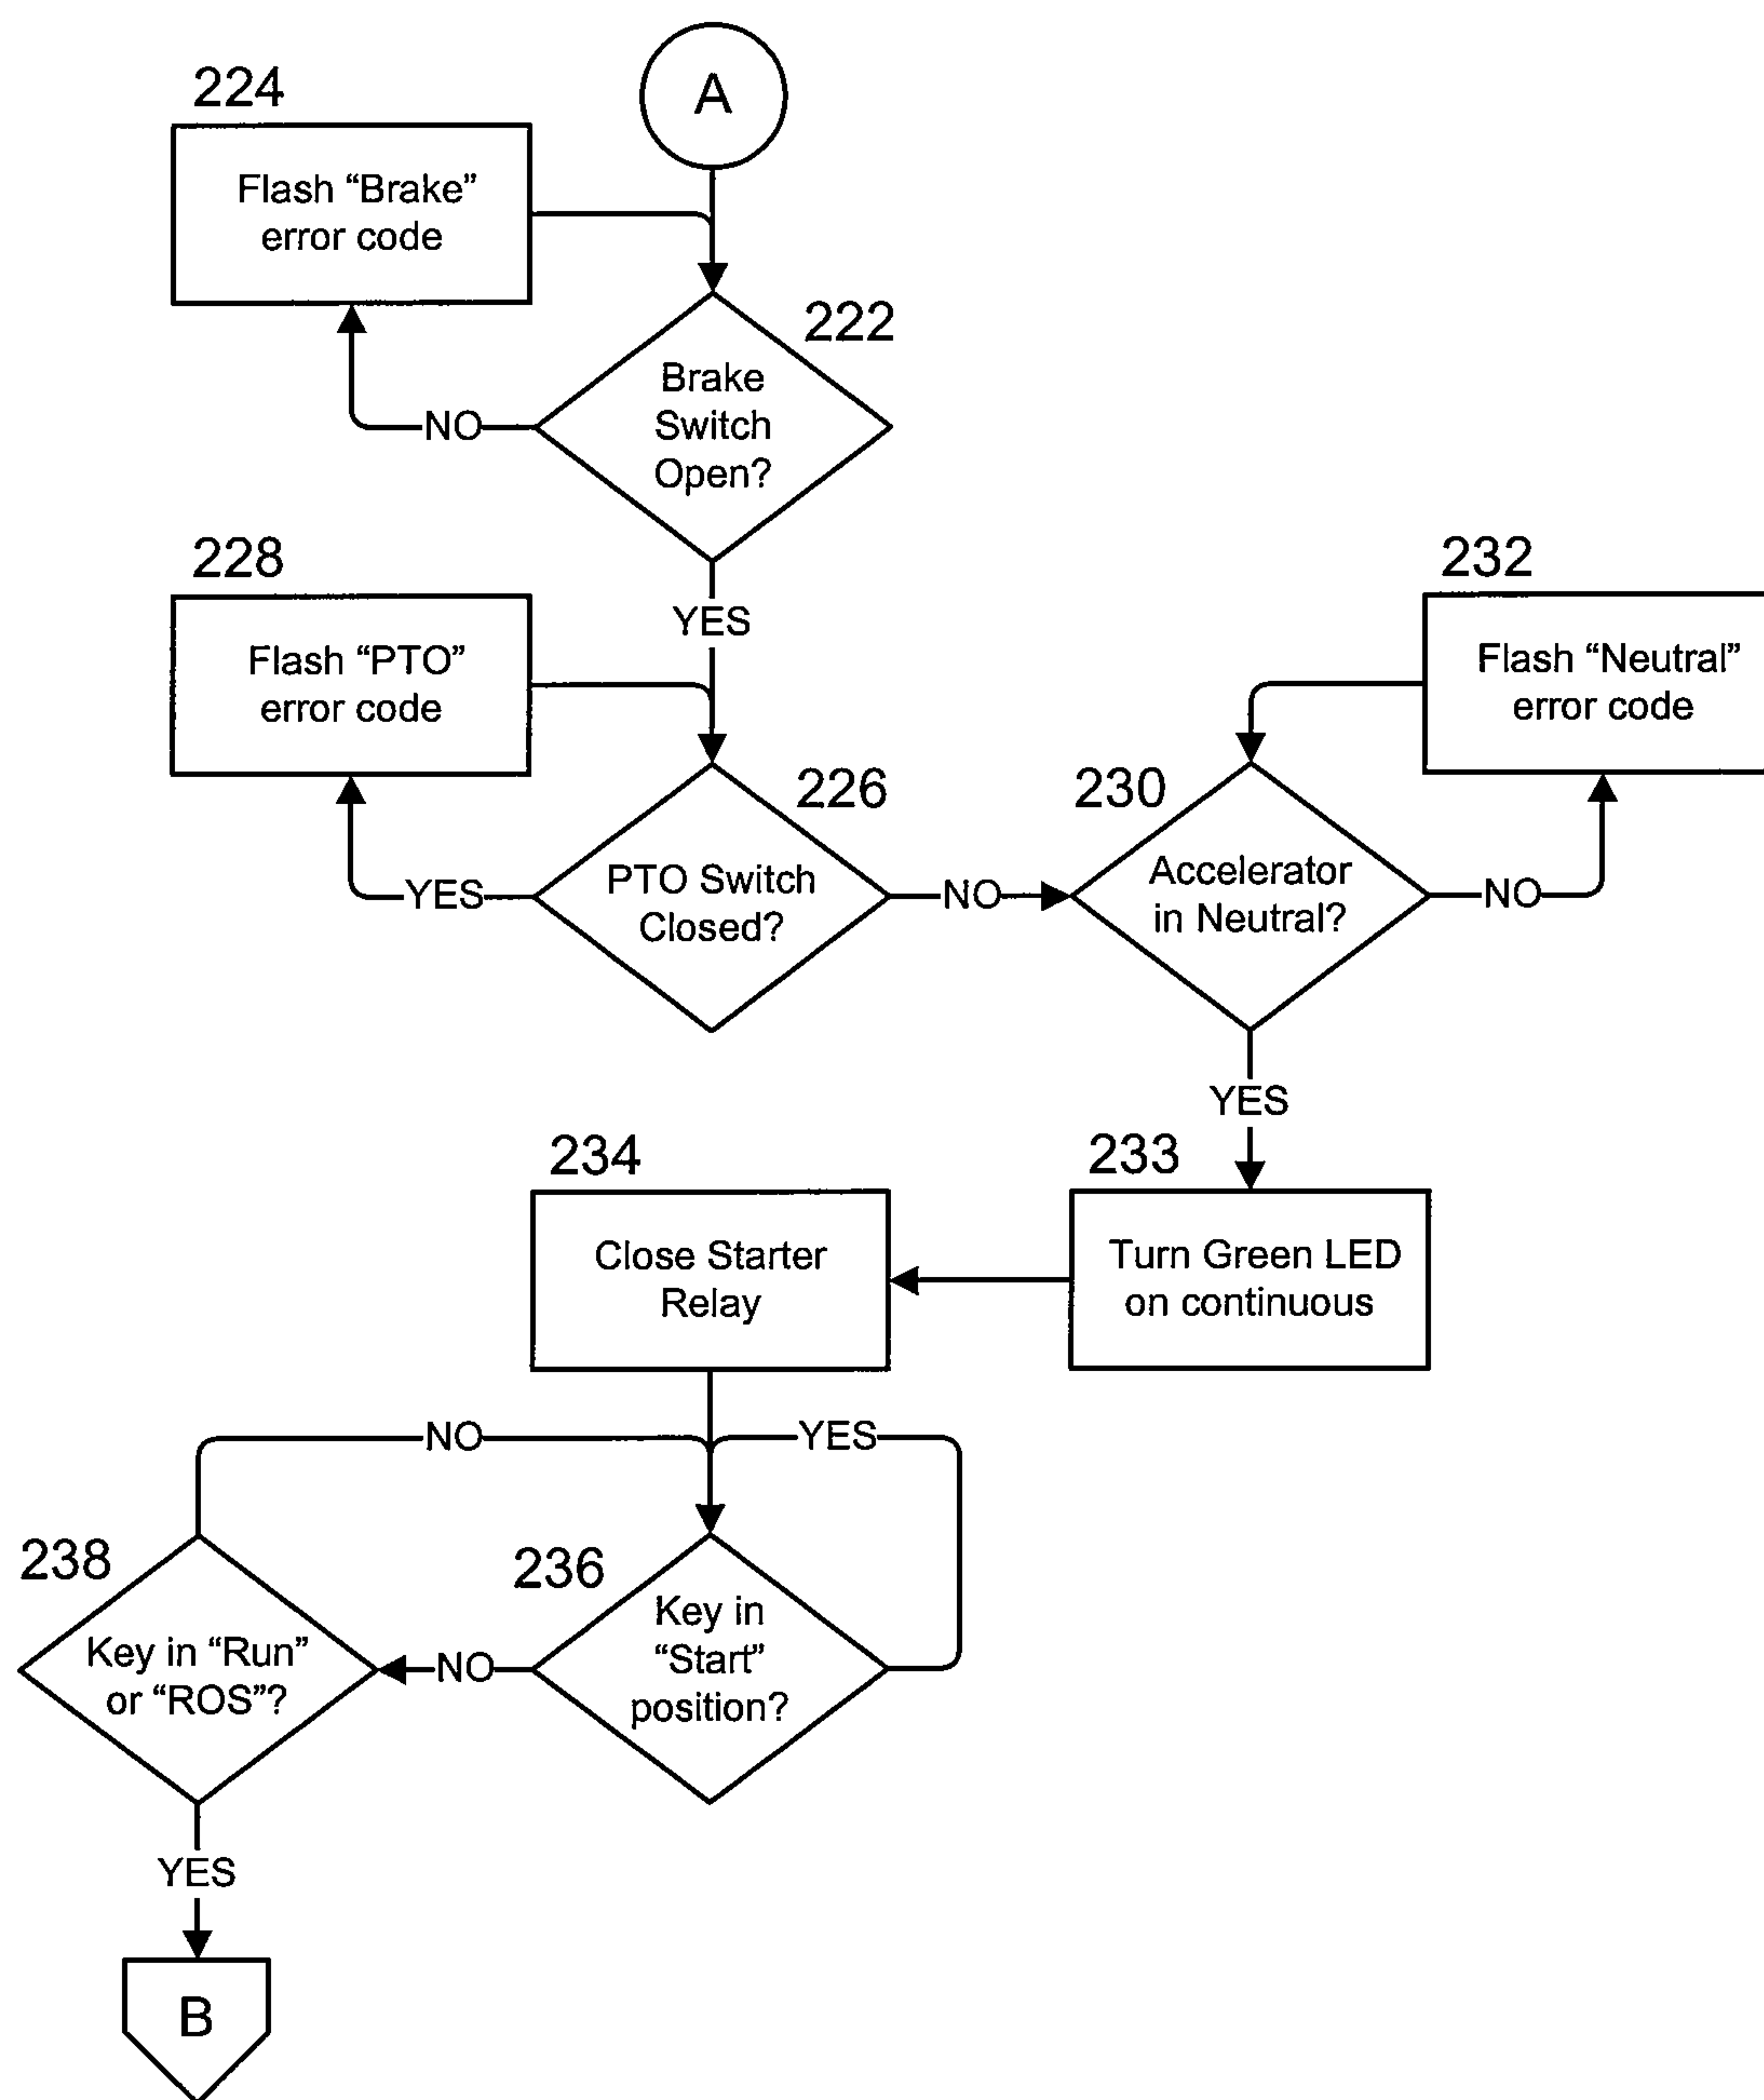 A
224
Flash “Brake”
error code
222
Brake
Switch
Open?
NO
YES
228
Flash “PTO”
error code
232
Flash “Neutral”
error code
226
PTO Switch
Closed?
YES
NO
230
Accelerator
in Neutral?
NO
YES
234
Close Starter
Relay
233
Turn Green LED
on continuous
NO
YES
238
Key in “Run”
or “ROS”?
236
Key in
“Start”
position?
NO
YES
B